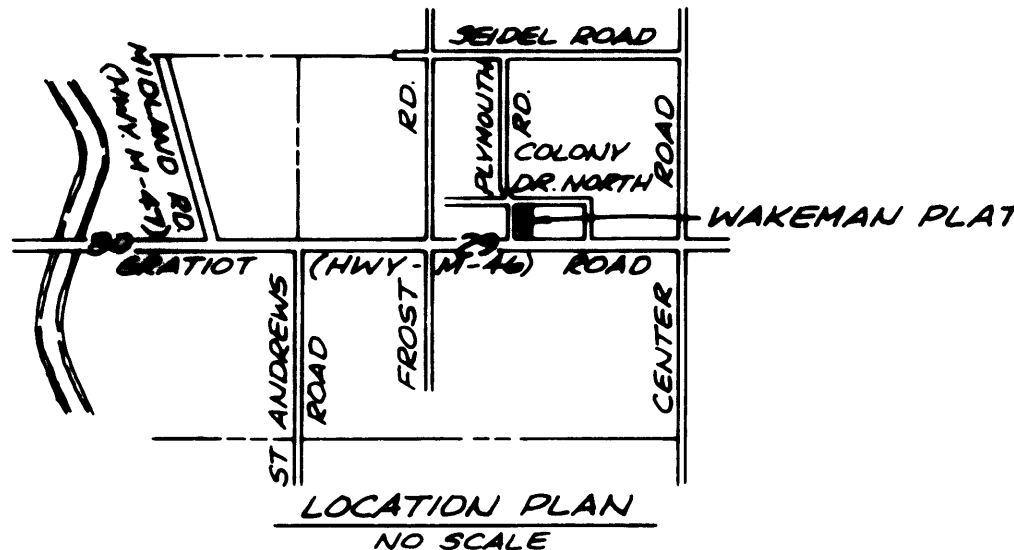 SEIDEL ROAD
MIDLAND RD.
(HWY. M-47)
PLYMOUTH RD.
FROST RD.
CENTER ROAD
COLONY
DR. NORTH
WAKEMAN PLAT
GRATIOT (HWY-M-46) ROAD
30
29
ST ANDREWS
ROAD
LOCATION PLAN
NO SCALE